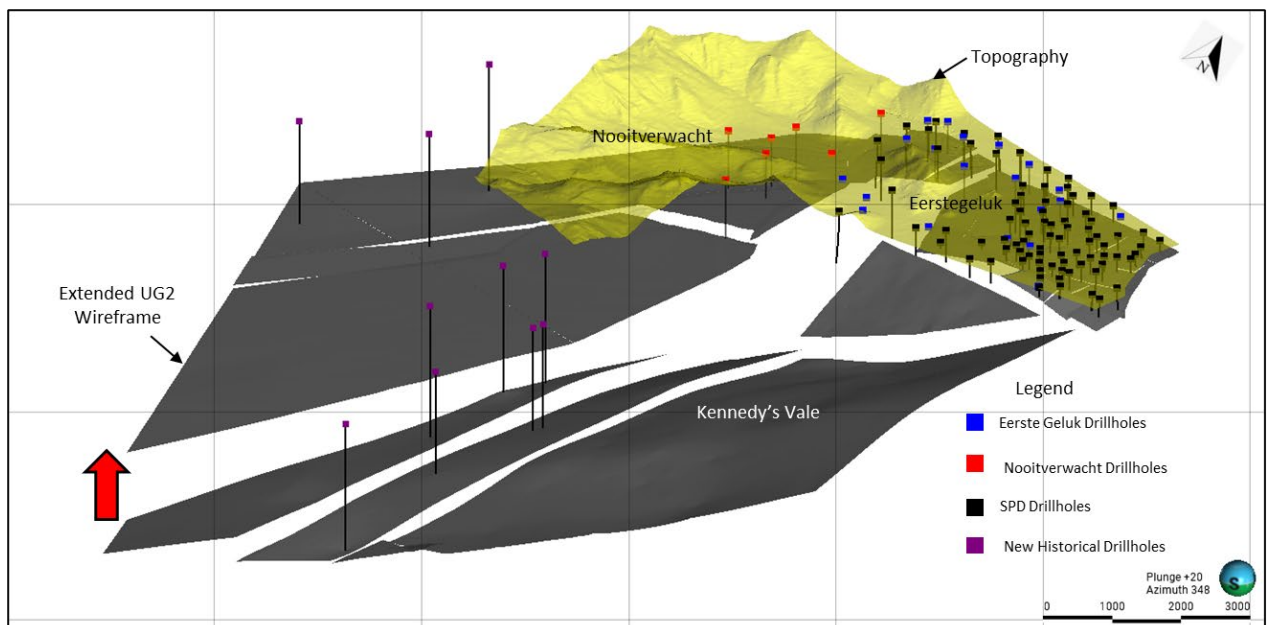 N
Topography
Nooitverwacht
Eerstegeluk
Extended UG2
Wireframe
Kennedy's Vale
Legend
Eerste Geluk Drillholes
Nooitverwacht Drillholes
SPD Drillholes
New Historical Drillholes
Plunge +20
Azimuth 348
S
0 1000 2000 3000